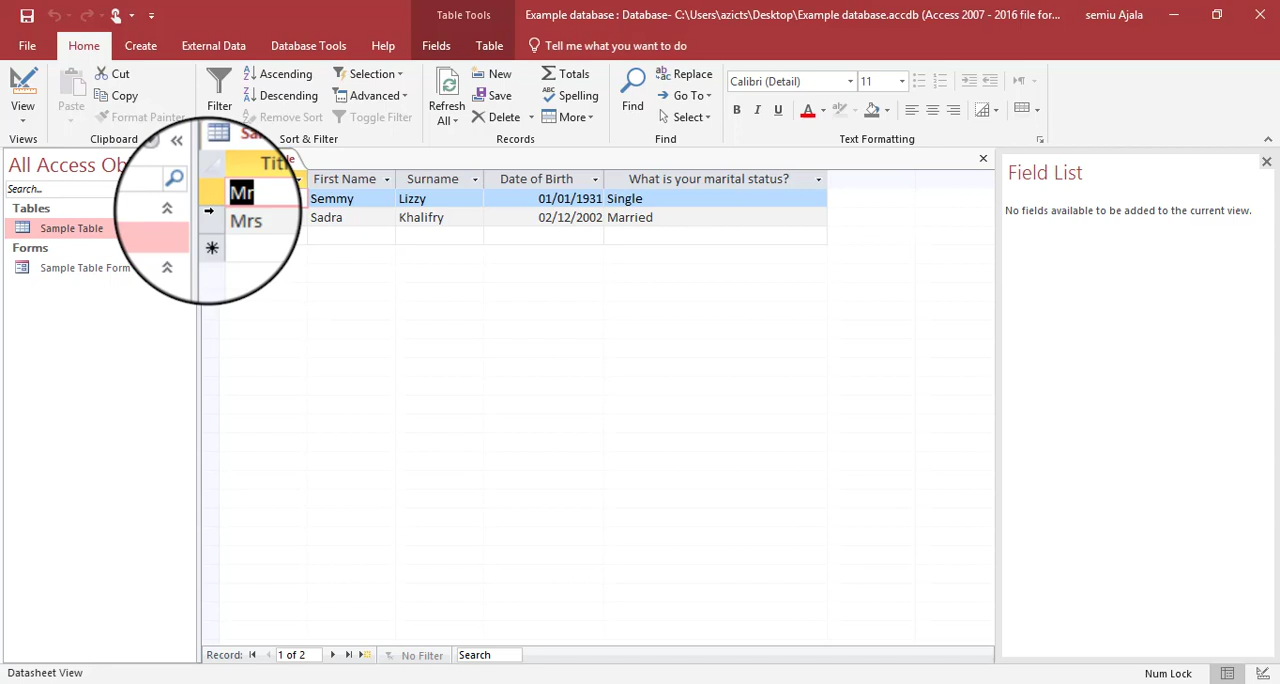 Table Tools
Example database : Database- C:\Users\azicts\Desktop\Example database.accdb (Access 2007 - 2016 file for...
semiu Ajala
File Home Create External Data Database Tools Help Fields Table Tell me what you want to do
View
Views
Paste
Cut
Copy
Format Painter
Clipboard
Filter
Ascending
Descending
Remove Sort
Selection
Advanced
Toggle Filter
Sort & Filter
Refresh
All
New
Save
Delete
Totals
Spelling
More
Records
Find
Replace
Go To
Select
Find
Calibri (Detail) 11
B I U A
Text Formatting
All Access Ob
Search...
Tables
Sample Table
Forms
Sample Table Form
First Name Surname Date of Birth What is your marital status?
Mr Semmy Lizzy 01/01/1931 Single
Mrs Sadra Khalifry 02/12/2002 Married
Field List
No fields available to be added to the current view.
Record: 1 of 2 No Filter Search
Datasheet View
Num Lock